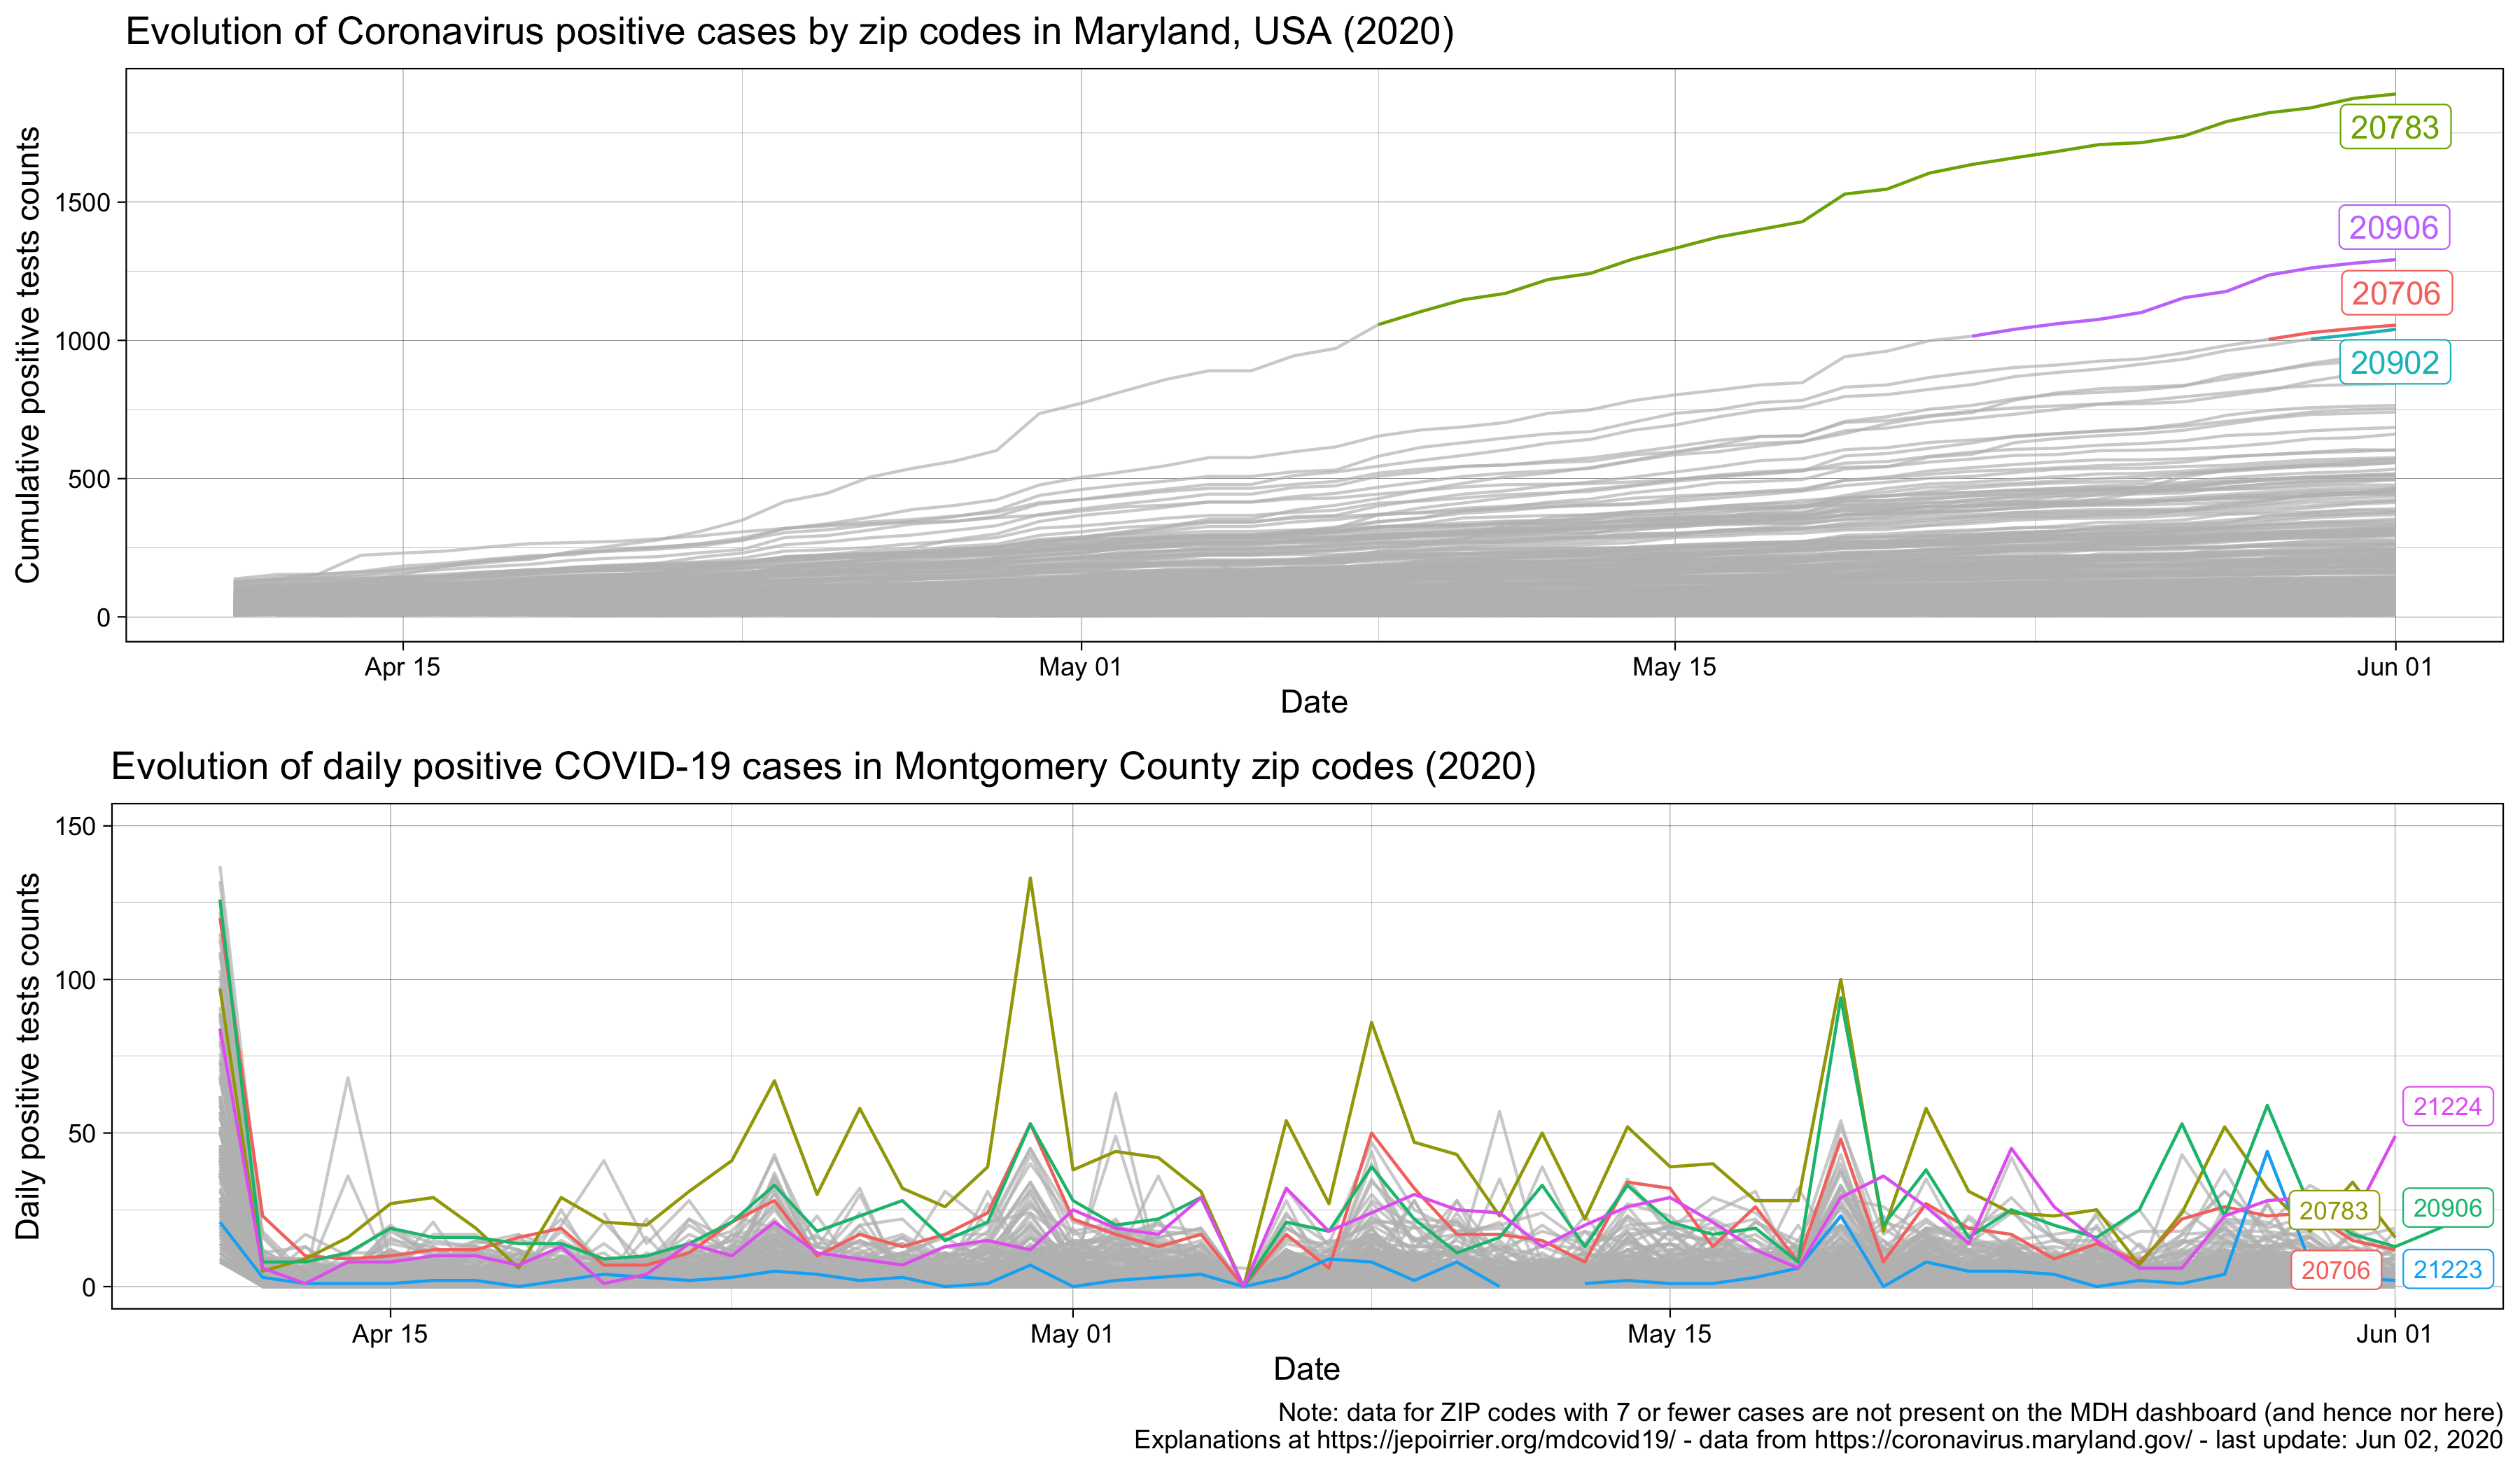 Evolution of Coronavirus positive cases by zip codes in Maryland, USA (2020)
Cumulative positive tests counts
1500
1000
500
0
20783
20906
20706
20902
Apr 15
May 01
May 15
Jun 01
Date
Evolution of daily positive COVID-19 cases in Montgomery County zip codes (2020)
Daily positive tests counts
150
100
50
0
21224
20783
20906
20706
21223
Apr 15
May 01
May 15
Jun 01
Date
Note: data for ZIP codes with 7 or fewer cases are not present on the MDH dashboard (and hence nor here)
Explanations at https://jepoirrier.org/mdcovid19/ - data from https://coronavirus.maryland.gov/ - last update: Jun 02, 2020